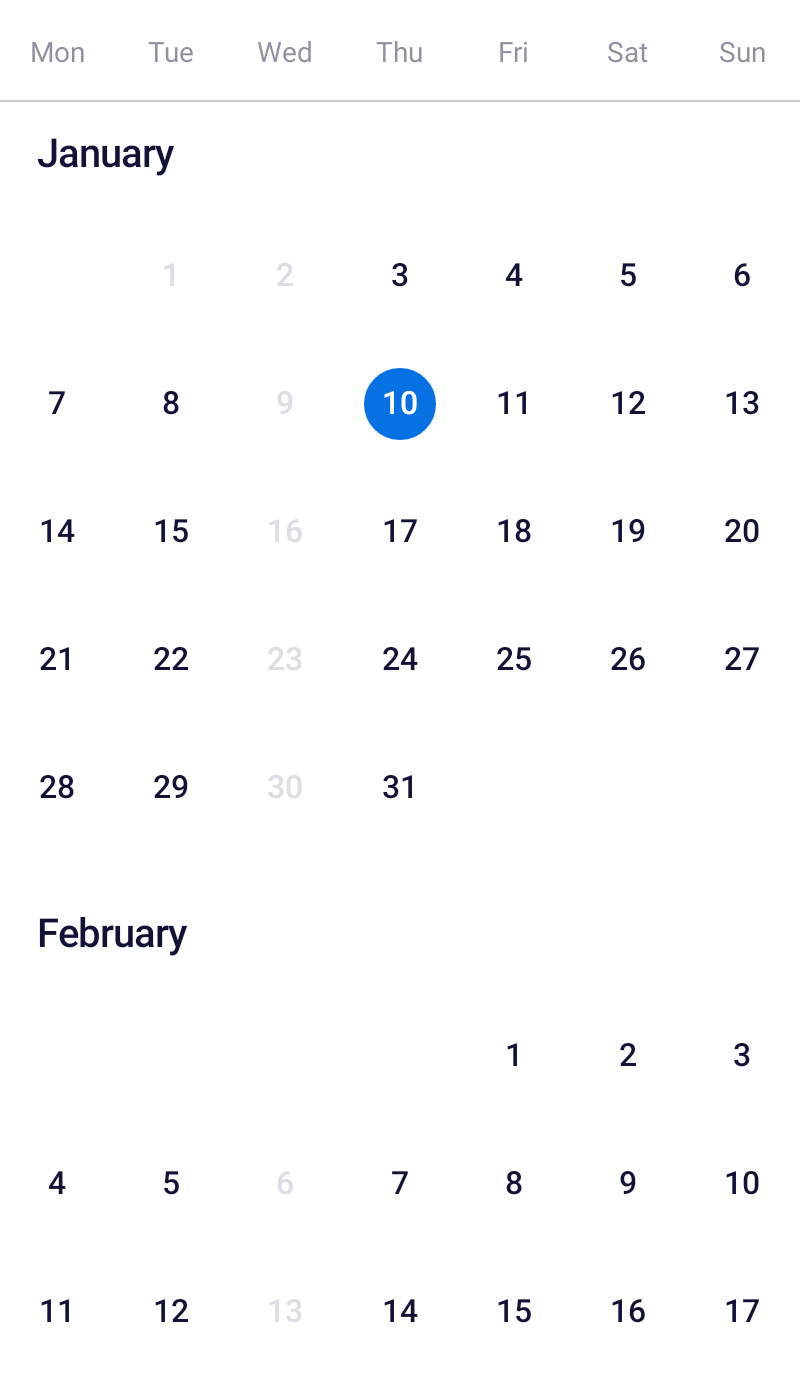 Mon Tue Wed Thu Fri Sat Sun
January
1 2 3 4 5 6
7 8 9 10 11 12 13
14 15 16 17 18 19 20
21 22 23 24 25 26 27
28 29 30 31
February
1 2 3
4 5 6 7 8 9 10
11 12 13 14 15 16 17